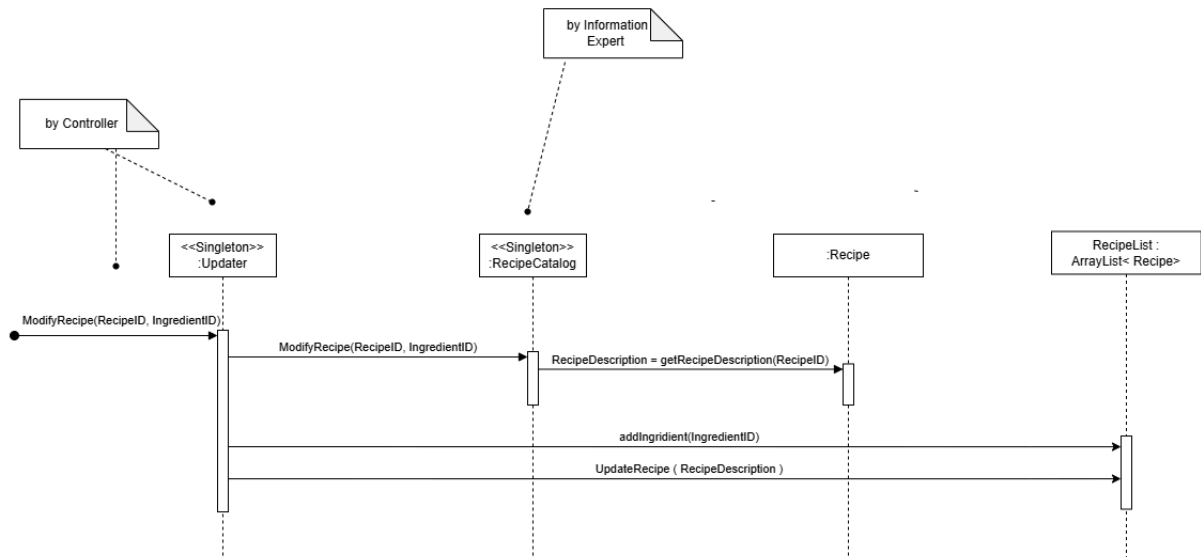 by Information
Expert
by Controller
<<Singleton>>
:Updater
<<Singleton>>
:RecipeCatalog
:Recipe
RecipeList :
ArrayList< Recipe>
ModifyRecipe(RecipeID, IngredientID)
ModifyRecipe(RecipeID, IngredientID)
RecipeDescription = getRecipeDescription(RecipeID)
addIngridient(IngredientID)
UpdateRecipe ( RecipeDescription )